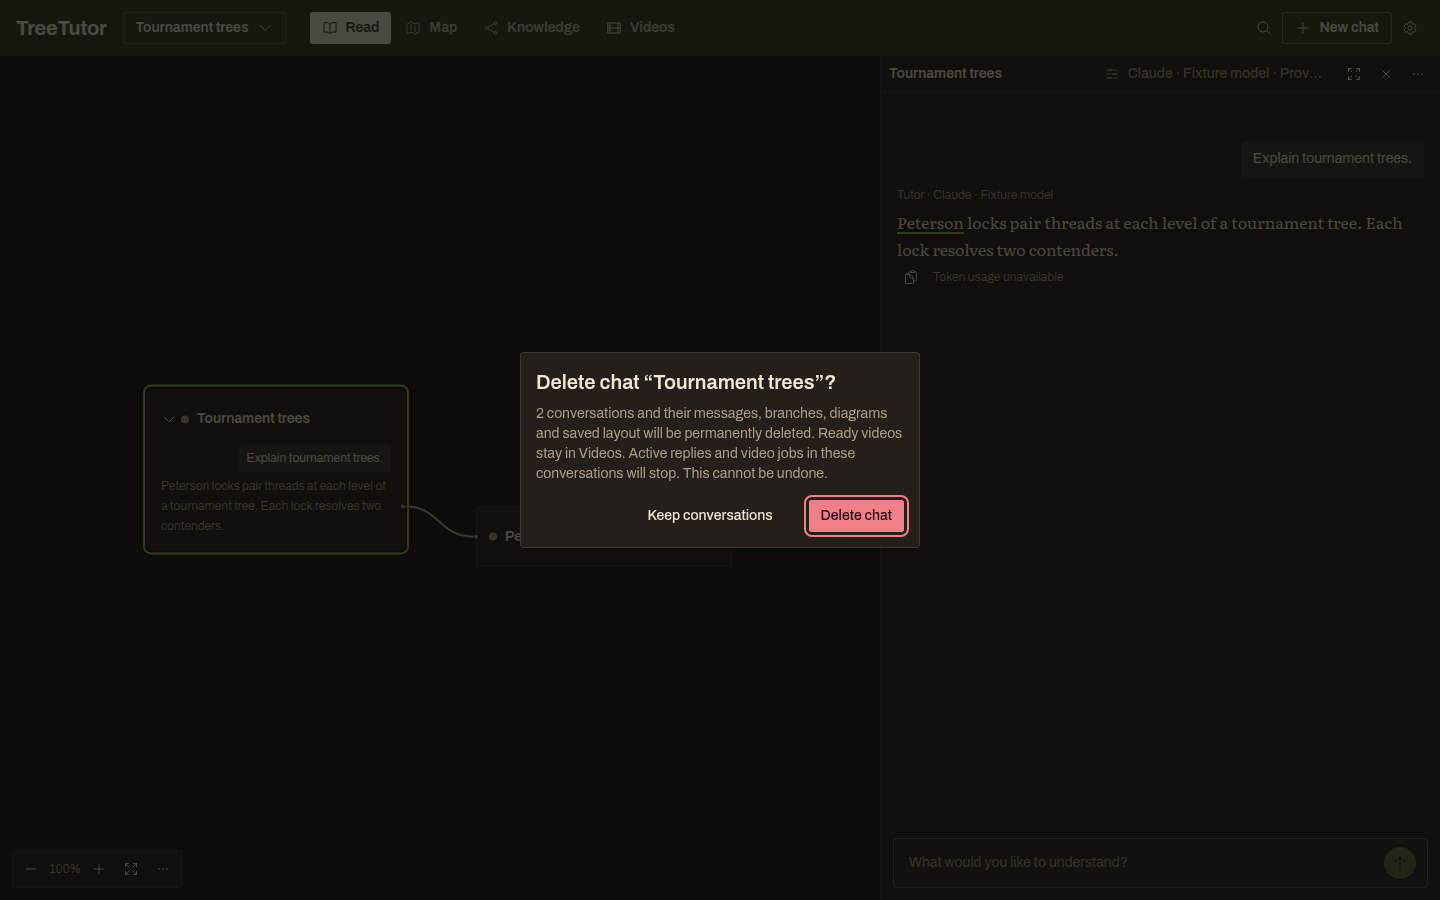 TreeTutor
Tournament trees
Read
Map
Knowledge
Videos
New chat
Tournament trees
Claude · Fixture model · Prov…
Explain tournament trees.
Tutor · Claude · Fixture model
Peterson locks pair threads at each level of a tournament tree. Each
lock resolves two contenders.
Token usage unavailable
Delete chat “Tournament trees”?
2 conversations and their messages, branches, diagrams
and saved layout will be permanently deleted. Ready videos
stay in Videos. Active replies and video jobs in these
conversations will stop. This cannot be undone.
Keep conversations
Delete chat
Tournament trees
Explain tournament trees.
Peterson locks pair threads at each level of
a tournament tree. Each lock resolves two
contenders.
Pe
100%
What would you like to understand?